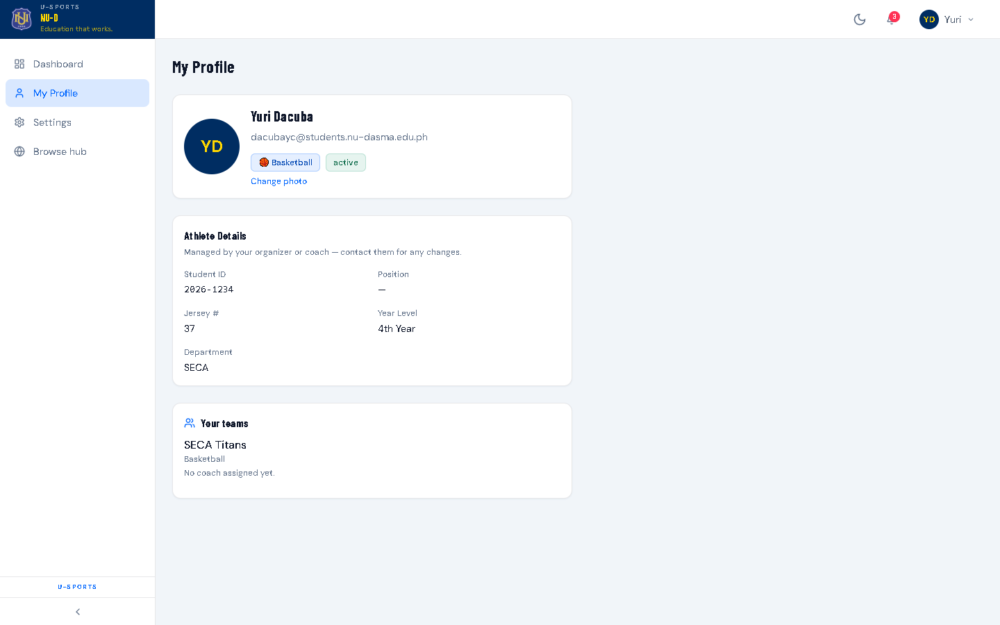 U-SPORTS
NU-D
Education that works.
3
YD
Yuri
Dashboard
My Profile
Settings
Browse hub
U-SPORTS
My Profile
YD
Yuri Dacuba
dacubayc@students.nu-dasma.edu.ph
Basketball
active
Change photo
Athlete Details
Managed by your organizer or coach — contact them for any changes.
Student ID
Position
2026-1234
—
Jersey #
Year Level
37
4th Year
Department
SECA
Your teams
SECA Titans
Basketball
No coach assigned yet.